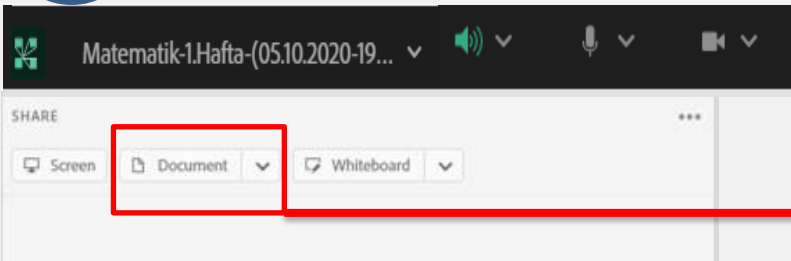 Matematik-1.Hafta-(05.10.2020-19...
SHARE
Screen Document Whiteboard